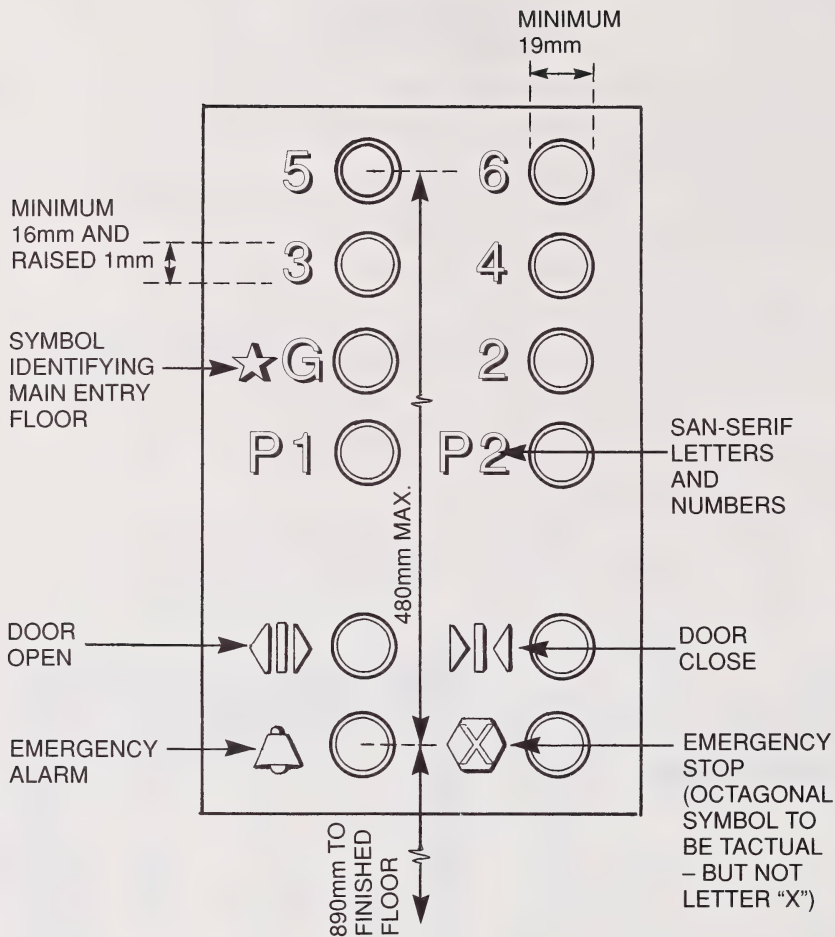 MINIMUM
19mm
5
6
MINIMUM
16mm AND
RAISED 1mm
3
4
SYMBOL
IDENTIFYING
MAIN ENTRY
FLOOR
G
2
P1
P2
SAN-SERIF
LETTERS
AND
NUMBERS
480mm MAX.
DOOR
OPEN
DOOR
CLOSE
EMERGENCY
ALARM
X
EMERGENCY
STOP
(OCTAGONAL
SYMBOL TO
BE TACTUAL
– BUT NOT
LETTER “X”)
890mm TO
FINISHED
FLOOR